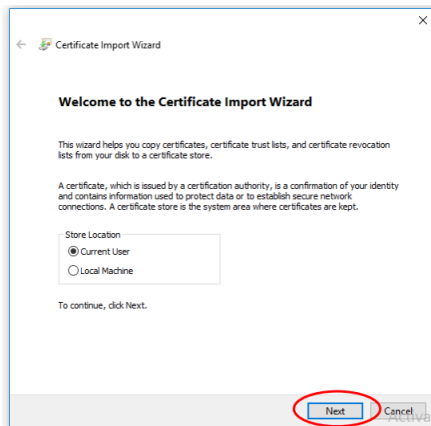 Certificate Import Wizard
Welcome to the Certificate Import Wizard
This wizard helps you copy certificates, certificate trust lists, and certificate revocation
lists from your disk to a certificate store.
A certificate, which is issued by a certification authority, is a confirmation of your identity
and contains information used to protect data or to establish secure network
connections. A certificate store is the system area where certificates are kept.
Store Location
Current User
Local Machine
To continue, click Next.
Next Cancel
Activa